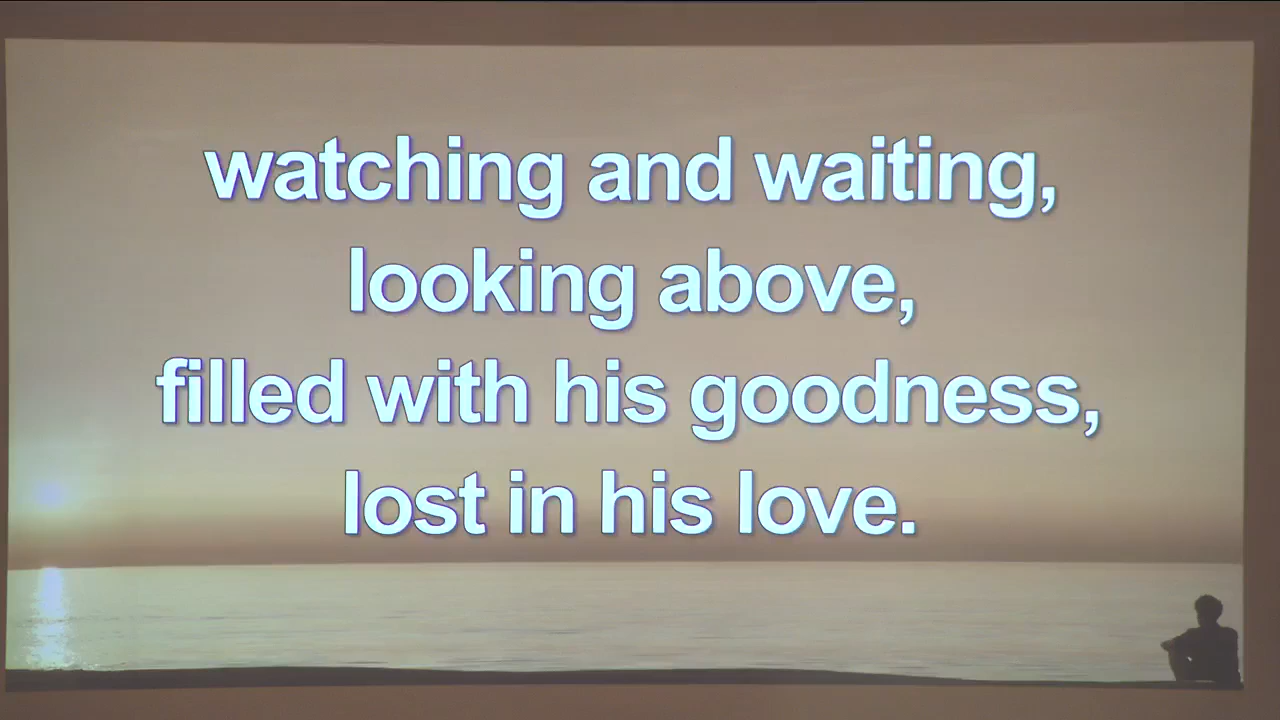 watching and waiting,
looking above,
filled with his goodness,
lost in his love.